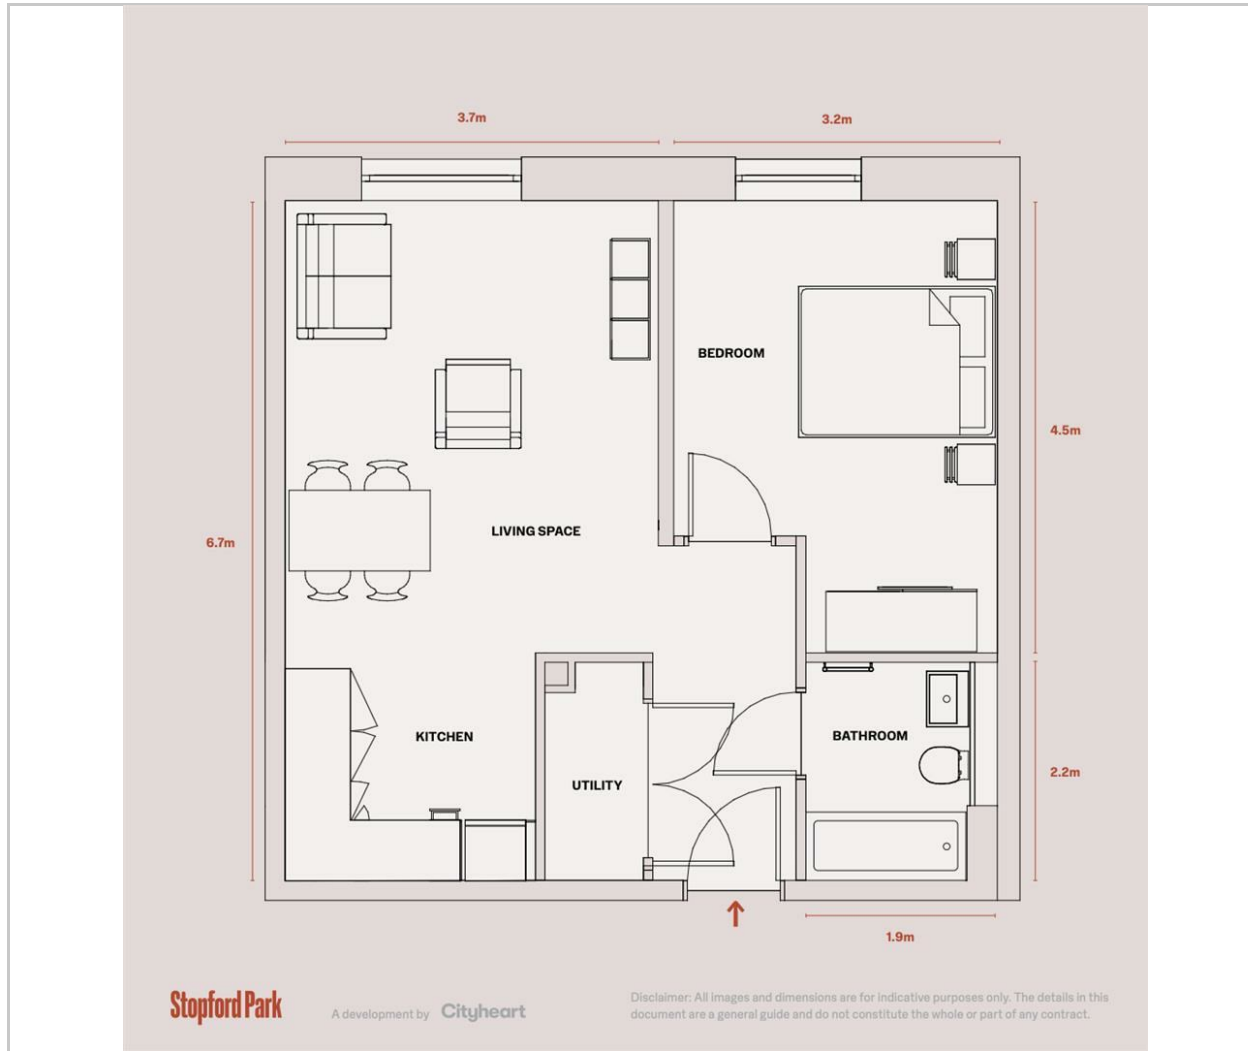 3.7m
3.2m
BEDROOM
4.5m
LIVING SPACE
6.7m
KITCHEN
BATHROOM
UTILITY
2.2m
1.9m
Stopford Park
A development by Cityheart
Disclaimer: All images and dimensions are for indicative purposes only. The details in this
document are a general guide and do not constitute the whole or part of any contract.